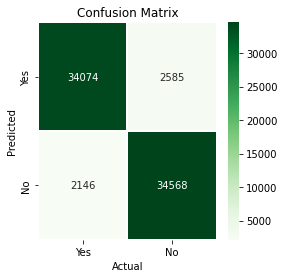 Confusion Matrix
Predicted
Yes
No
34074 2585
2146 34568
Yes No
Actual
30000
25000
20000
15000
10000
5000